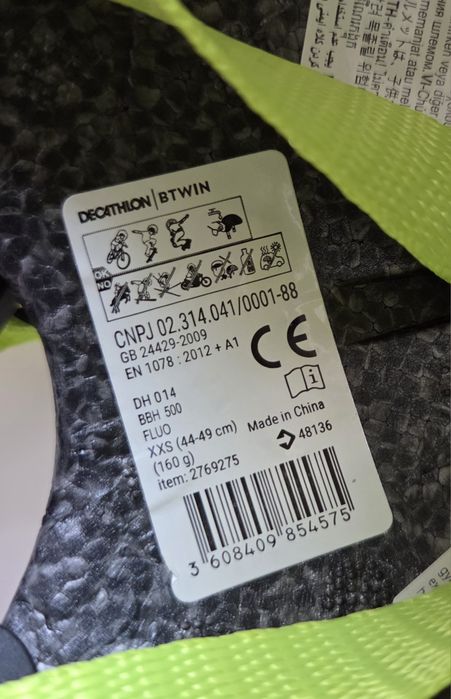 DECATHLON | BTWIN
OK
NO
CNPJ 02.314.041/0001-88
GB 24429-2009
EN 1078 : 2012 + A1
CE
DH 014
BBH 500
FLUO
XXS (44-49 cm)
(160 g)
item: 2769275
i
Made in China
48136
3 608409 854575